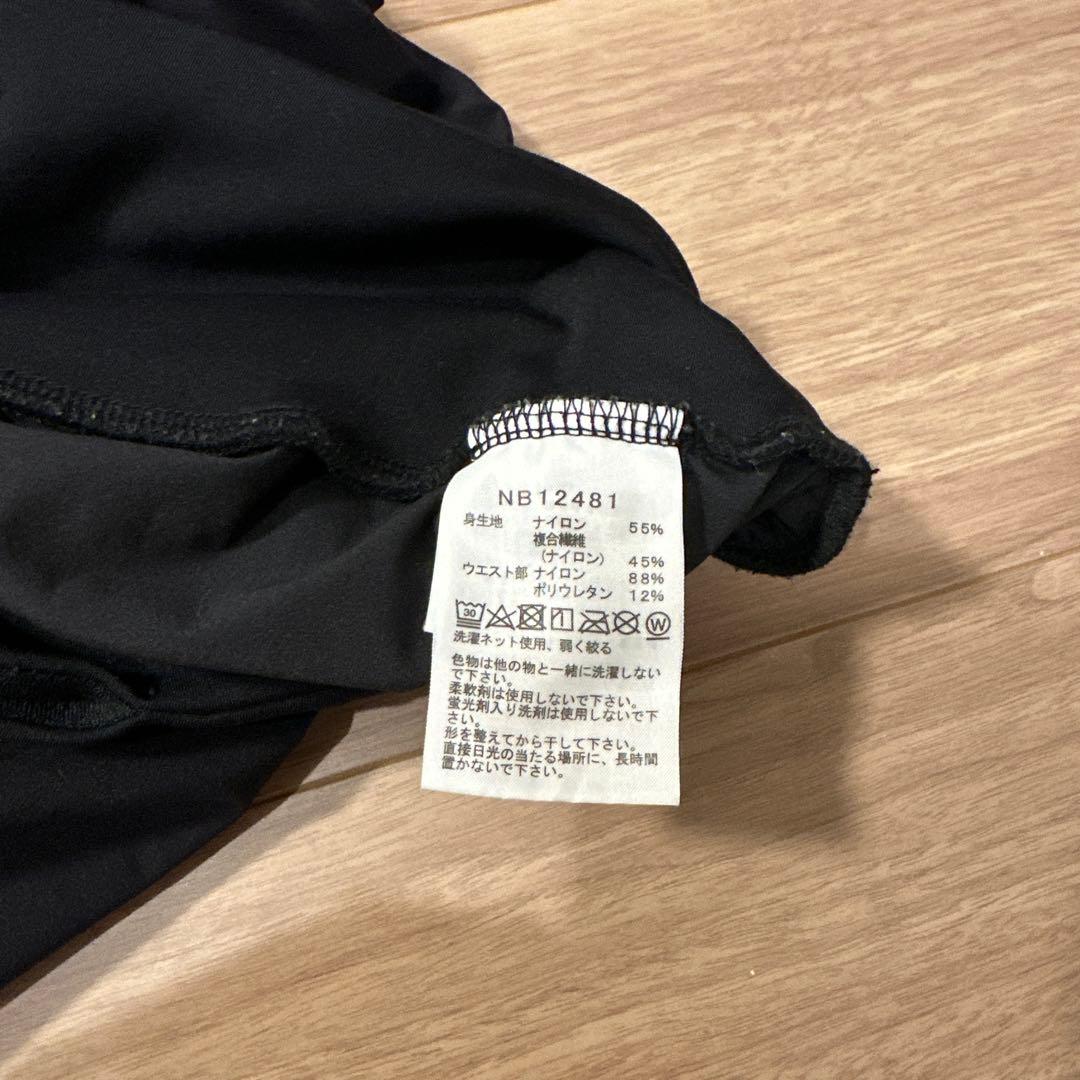 NB12481
身生地 ナイロン 55%
複合繊維
(ナイロン) 45%
ウエスト部 ナイロン 88%
ポリウレタン 12%
30 W
洗濯ネット使用、弱く絞る
色物は他の物と一緒に洗濯しない
で下さい。
柔軟剤は使用しないで下さい。
蛍光剤入り洗剤は使用しないで下
さい。
形を整えてから干して下さい。
直接日光の当たる場所に、長時間
置かないで下さい。